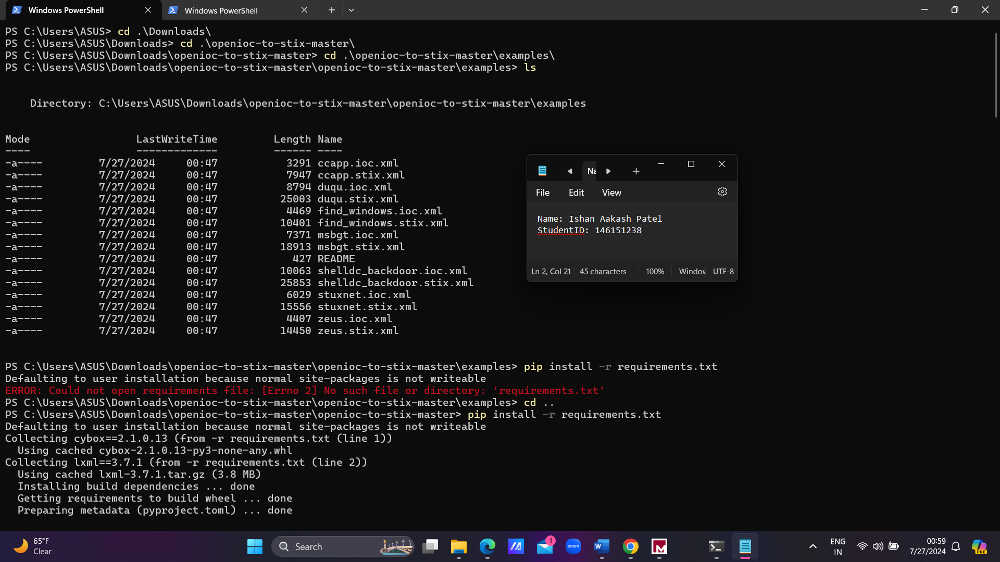 Windows PowerShell
Windows PowerShell
PS C:\Users\ASUS> cd .\Downloads\
PS C:\Users\ASUS\Downloads> cd .\openioc-to-stix-master\
PS C:\Users\ASUS\Downloads\openioc-to-stix-master> cd .\openioc-to-stix-master\examples\
PS C:\Users\ASUS\Downloads\openioc-to-stix-master\openioc-to-stix-master\examples> ls
Directory: C:\Users\ASUS\Downloads\openioc-to-stix-master\openioc-to-stix-master\examples
Mode LastWriteTime Length Name
---- ------------- ------ ----
-a---- 7/27/2024 00:47 3291 ccapp.ioc.xml
-a---- 7/27/2024 00:47 7947 ccapp.stix.xml
-a---- 7/27/2024 00:47 8794 duqu.ioc.xml
-a---- 7/27/2024 00:47 25003 duqu.stix.xml
-a---- 7/27/2024 00:47 4469 find_windows.ioc.xml
-a---- 7/27/2024 00:47 10401 find_windows.stix.xml
-a---- 7/27/2024 00:47 7371 msbgt.ioc.xml
-a---- 7/27/2024 00:47 18913 msbgt.stix.xml
-a---- 7/27/2024 00:47 427 README
-a---- 7/27/2024 00:47 10063 shelldc_backdoor.ioc.xml
-a---- 7/27/2024 00:47 25853 shelldc_backdoor.stix.xml
-a---- 7/27/2024 00:47 6029 stuxnet.ioc.xml
-a---- 7/27/2024 00:47 15556 stuxnet.stix.xml
-a---- 7/27/2024 00:47 4407 zeus.ioc.xml
-a---- 7/27/2024 00:47 14450 zeus.stix.xml
Na
File Edit View
Name: Ishan Aakash Patel
StudentID: 146151238
Ln 2, Col 21 45 characters 100% Window UTF-8
PS C:\Users\ASUS\Downloads\openioc-to-stix-master\openioc-to-stix-master\examples> pip install -r requirements.txt
Defaulting to user installation because normal site-packages is not writeable
ERROR: Could not open requirements file: [Errno 2] No such file or directory: 'requirements.txt'
PS C:\Users\ASUS\Downloads\openioc-to-stix-master\openioc-to-stix-master\examples> cd ..
PS C:\Users\ASUS\Downloads\openioc-to-stix-master\openioc-to-stix-master> pip install -r requirements.txt
Defaulting to user installation because normal site-packages is not writeable
Collecting cybox==2.1.0.13 (from -r requirements.txt (line 1))
Using cached cybox-2.1.0.13-py3-none-any.whl
Collecting lxml==3.7.1 (from -r requirements.txt (line 2))
Using cached lxml-3.7.1.tar.gz (3.8 MB)
Installing build dependencies ... done
Getting requirements to build wheel ... done
Preparing metadata (pyproject.toml) ... done
65°F
Clear
Search
1
zoom
W
PRE
ENG
IN
00:59
7/27/2024